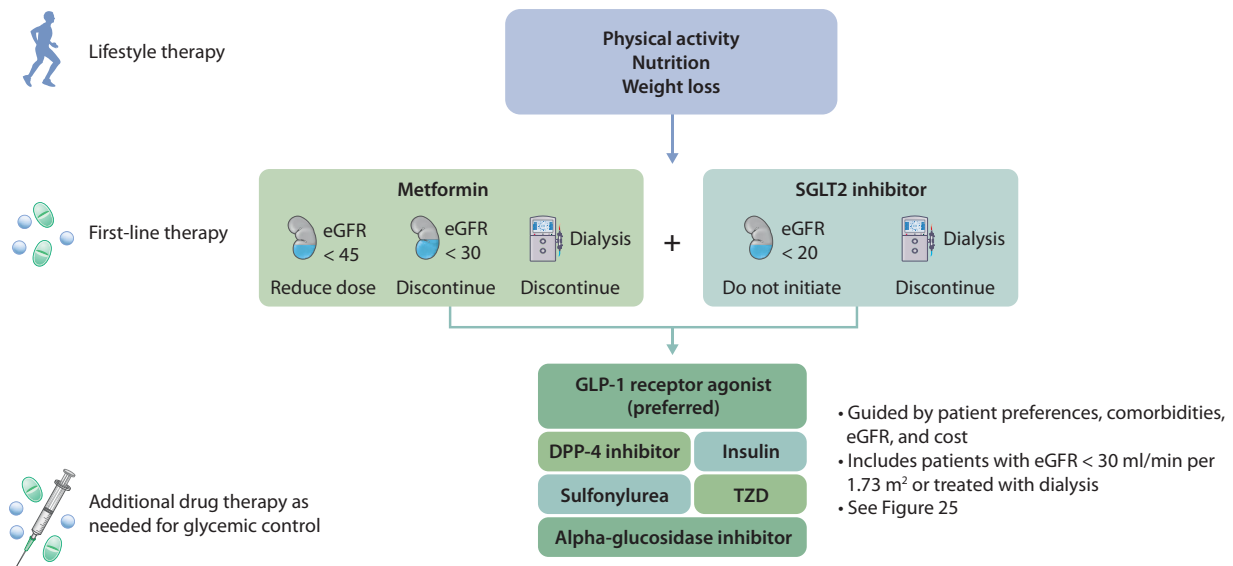 Lifestyle therapy
Physical activity
Nutrition
Weight loss
First-line therapy
Metformin
eGFR
< 45
Reduce dose
eGFR
< 30
Discontinue
Dialysis
Discontinue
+
SGLT2 inhibitor
eGFR
< 20
Do not initiate
Dialysis
Discontinue
Additional drug therapy as
needed for glycemic control
GLP-1 receptor agonist
(preferred)
DPP-4 inhibitor
Insulin
Sulfonylurea
TZD
Alpha-glucosidase inhibitor
• Guided by patient preferences, comorbidities,
eGFR, and cost
• Includes patients with eGFR < 30 ml/min per
1.73 m² or treated with dialysis
• See Figure 25